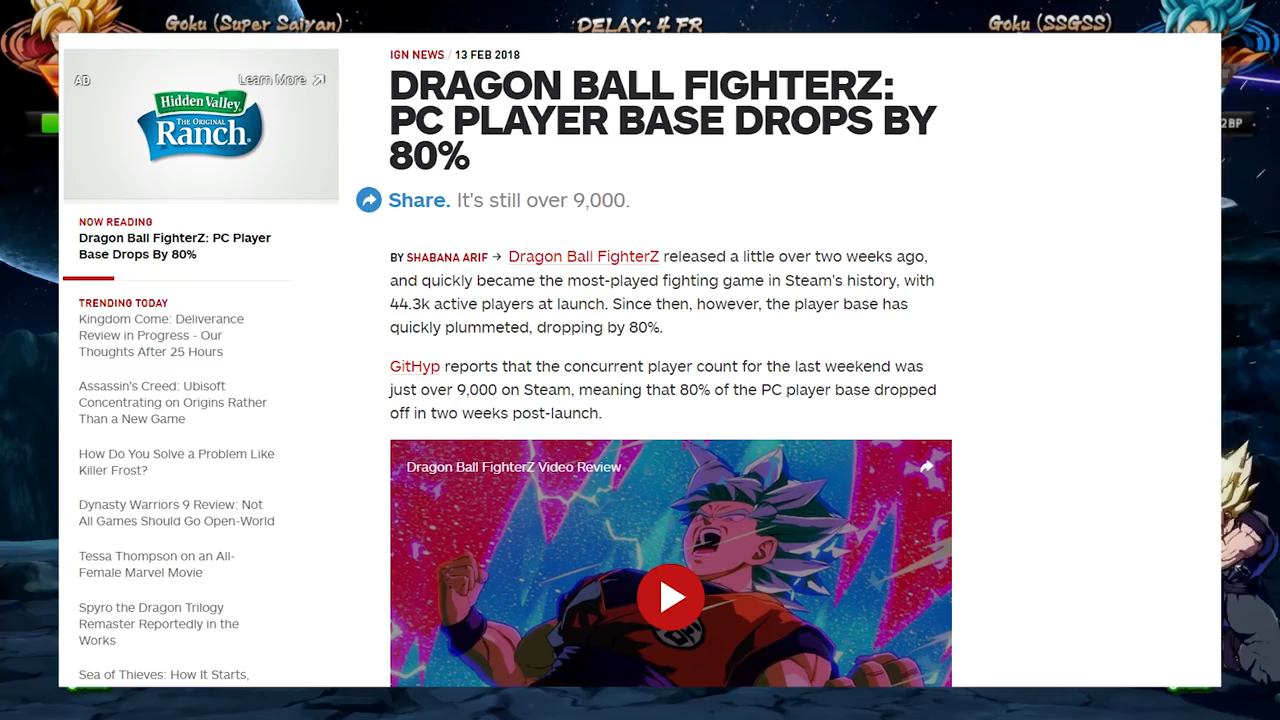 Goku (Super Saiyan)
DELAY: 4 FR
Goku (SSGSS)
AD
Learn More
Hidden Valley
THE ORIGINAL
Ranch
NOW READING
Dragon Ball FighterZ: PC Player
Base Drops By 80%
TRENDING TODAY
Kingdom Come: Deliverance
Review in Progress - Our
Thoughts After 25 Hours
Assassin's Creed: Ubisoft
Concentrating on Origins Rather
Than a New Game
How Do You Solve a Problem Like
Killer Frost?
Dynasty Warriors 9 Review: Not
All Games Should Go Open-World
Tessa Thompson on an All-
Female Marvel Movie
Spyro the Dragon Trilogy
Remaster Reportedly in the
Works
Sea of Thieves: How It Starts,
IGN NEWS / 13 FEB 2018
DRAGON BALL FIGHTERZ:
PC PLAYER BASE DROPS BY
80%
Share. It's still over 9,000.
BY SHABANA ARIF → Dragon Ball FighterZ released a little over two weeks ago,
and quickly became the most-played fighting game in Steam's history, with
44.3k active players at launch. Since then, however, the player base has
quickly plummeted, dropping by 80%.
GitHyp reports that the concurrent player count for the last weekend was
just over 9,000 on Steam, meaning that 80% of the PC player base dropped
off in two weeks post-launch.
Dragon Ball FighterZ Video Review
2BP